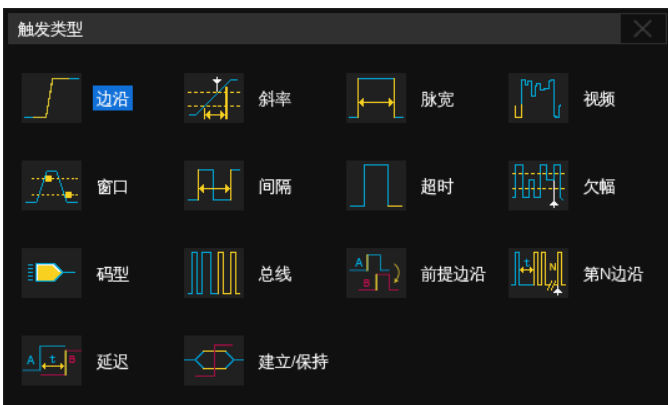 触发类型
边沿 斜率 脉宽 视频
窗口 间隔 超时 欠幅
码型 总线 A B 前提边沿 t N 第N边沿
A t B 延迟 建立/保持